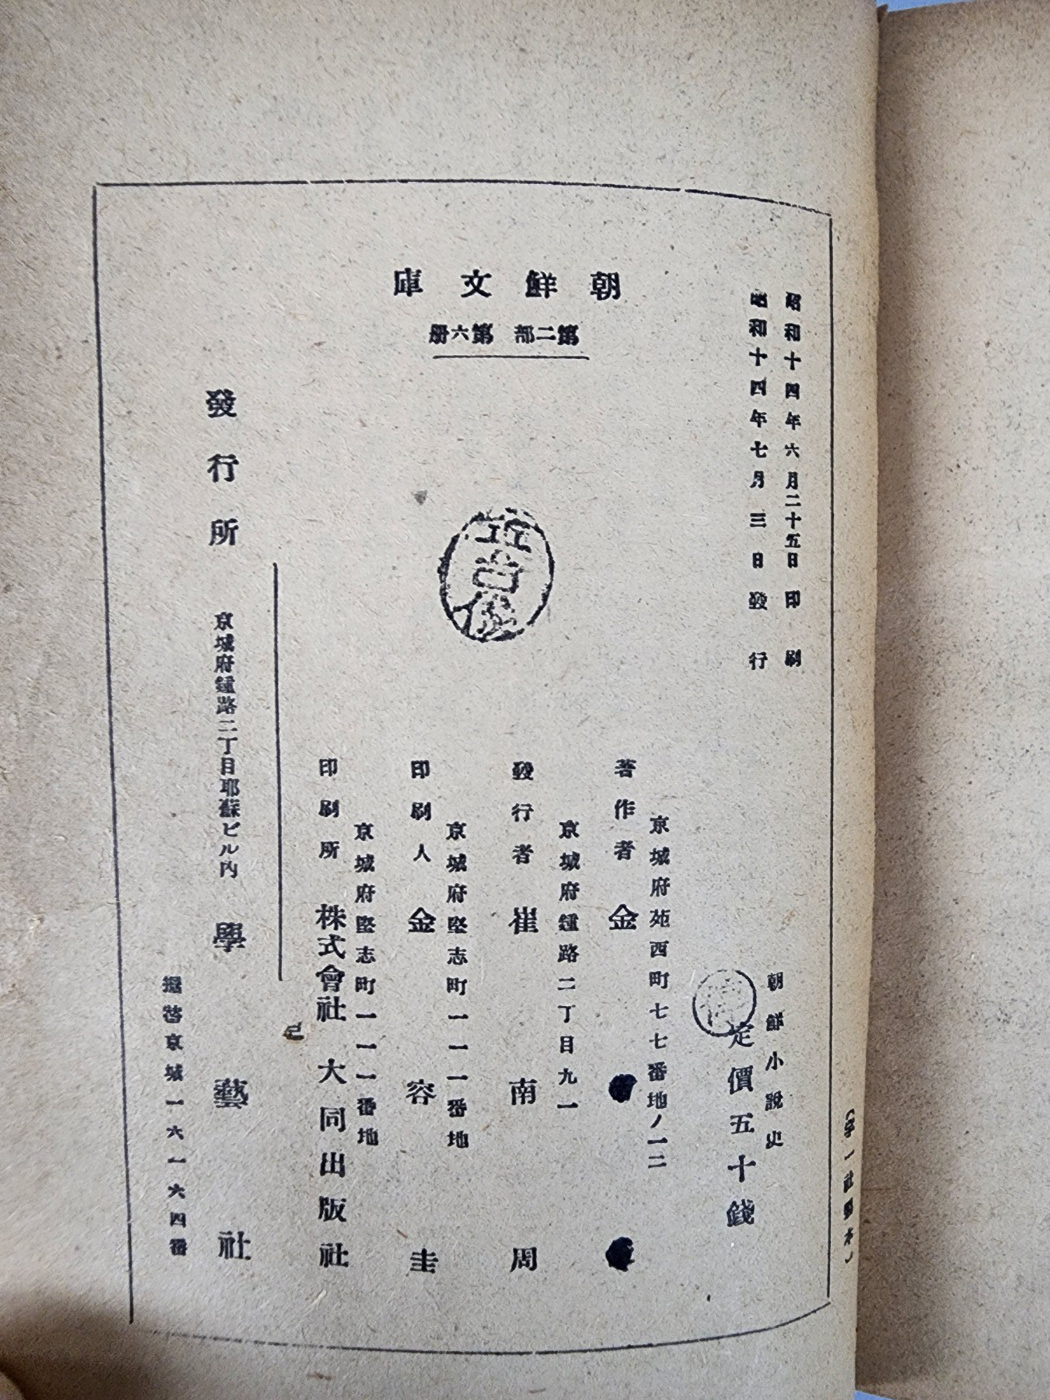 朝鮮文庫
第二部 第六册
昭和十四年六月二十五日印刷
昭和十四年七月三日發行
朝鮮小說史
定價五十錢
京城府苑西町七七番地ノ一二
著作者 金
京城府鍾路二丁目九一
發行者 崔南周
京城府堅志町一一一番地
印刷人 金容圭
京城府堅志町一一一番地
印刷所 株式會社 大同出版社
發行所 京城府鍾路二丁目耶蘇ビル內 學藝社
振替京城一六一六四番